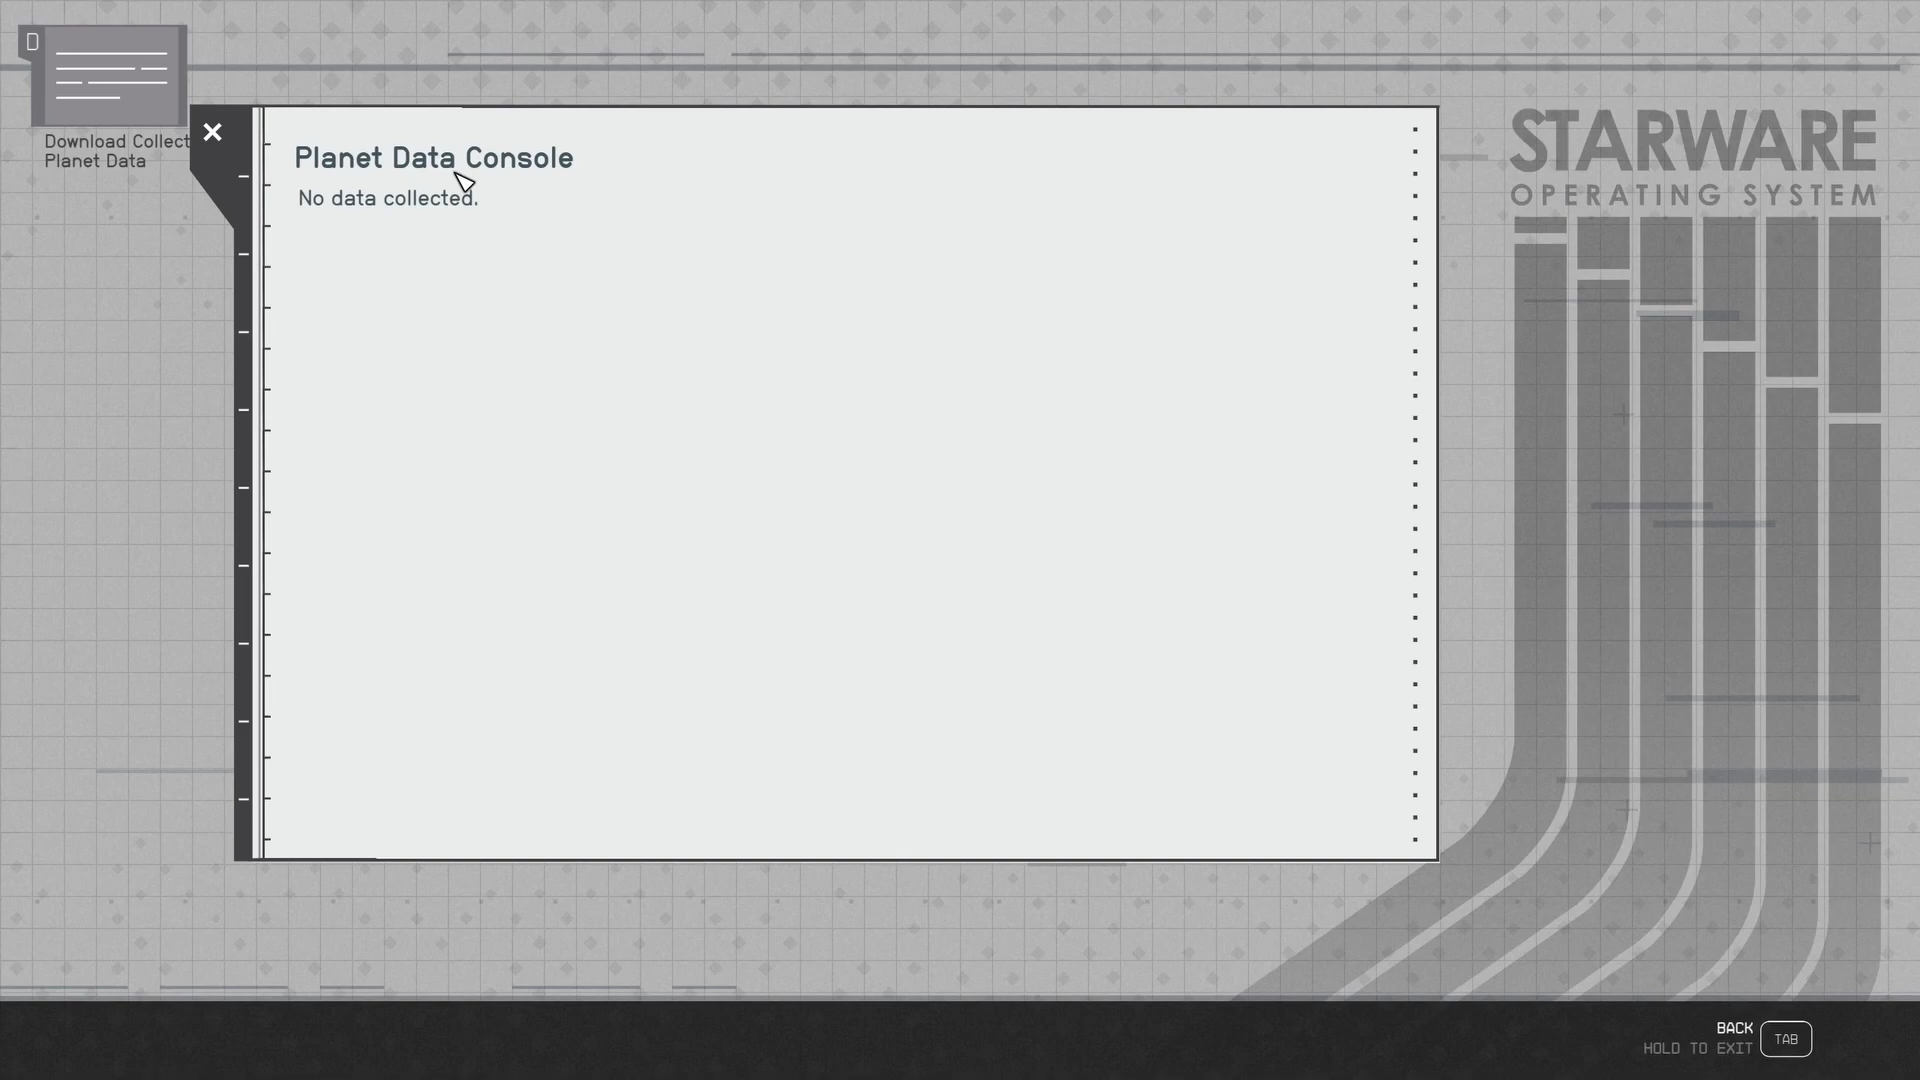 D
Download Collect
Planet Data
Planet Data Console
No data collected.
STARWARE
OPERATING SYSTEM
BACK
HOLD TO EXIT
TAB